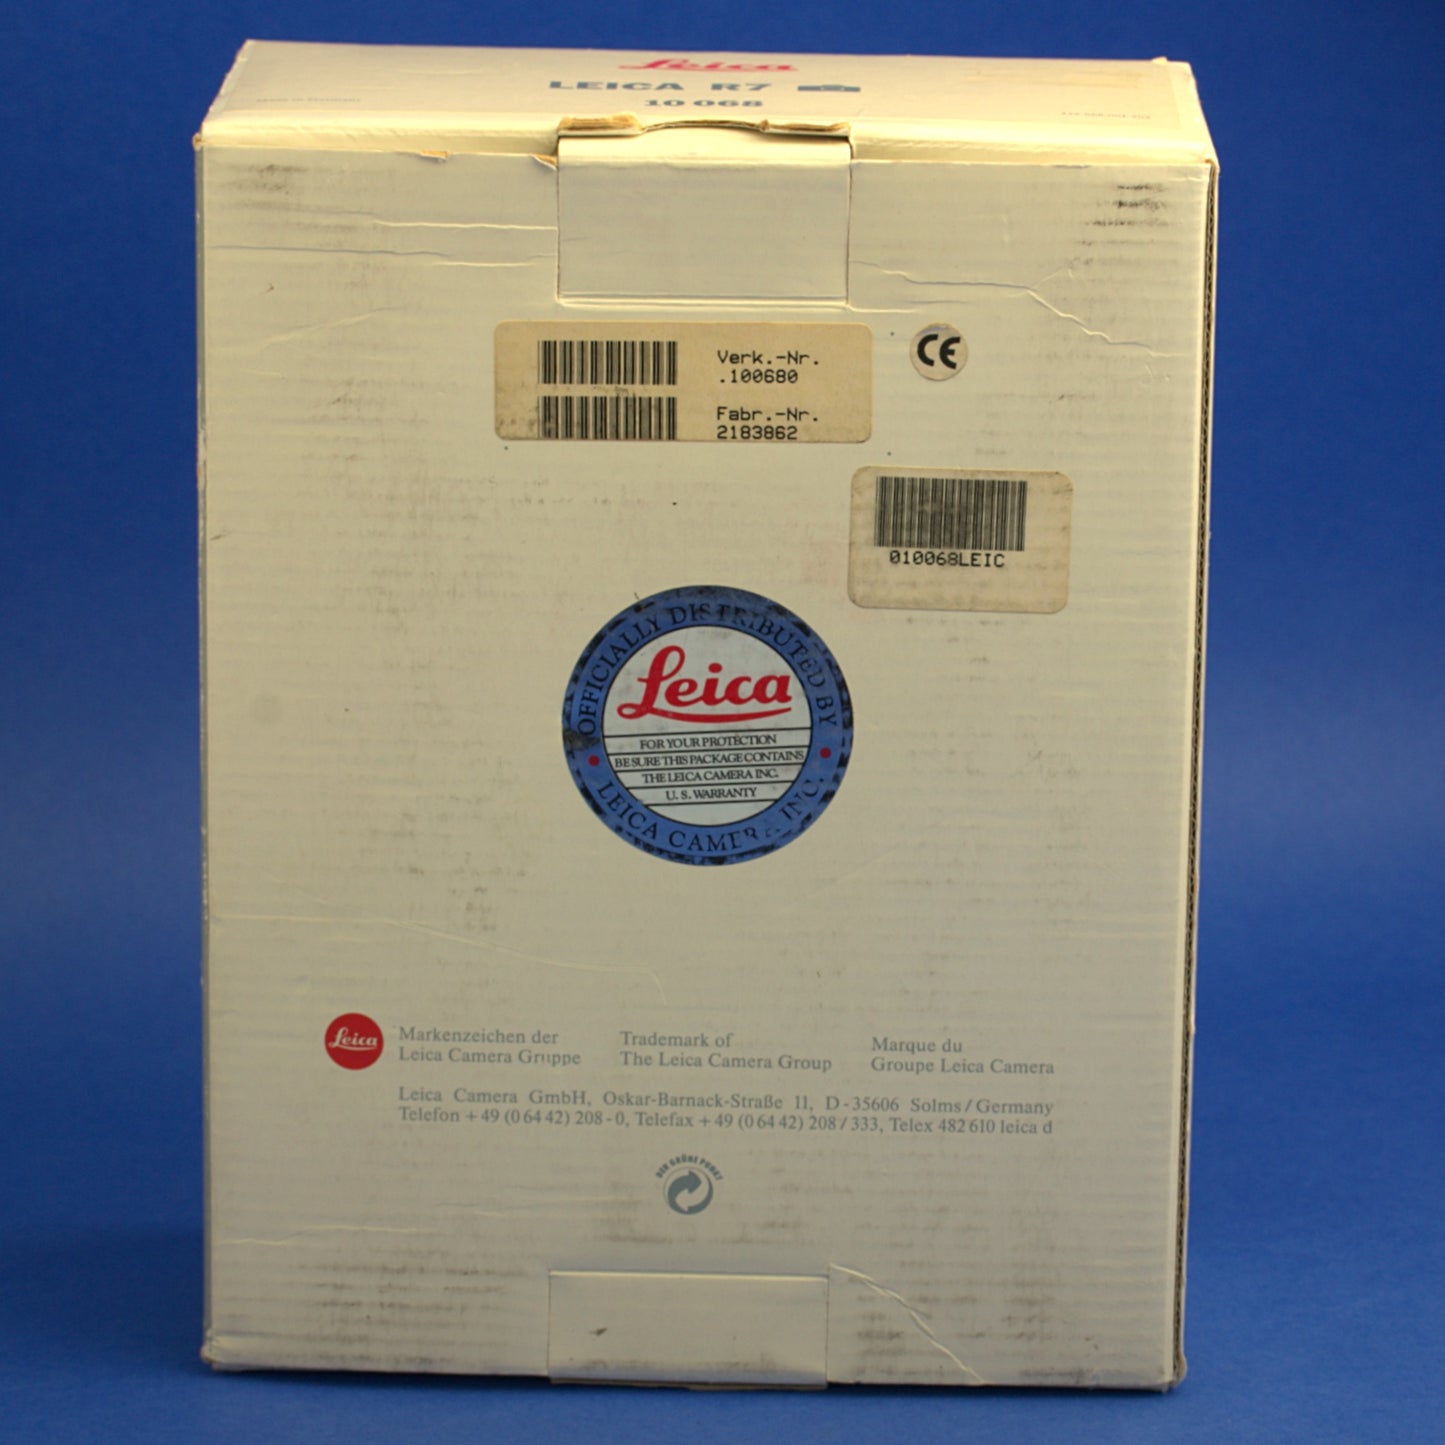 Leica
LEICA R7
10 068
Made in Germany
Verk.-Nr.
.100680
Fabr.-Nr.
2183862
CE
010068LEIC
OFFICIALLY DISTRIBUTED BY
Leica
FOR YOUR PROTECTION
BE SURE THIS PACKAGE CONTAINS
THE LEICA CAMERA INC.
U. S. WARRANTY
LEICA CAMERA INC.
Leica
Markenzeichen der
Leica Camera Gruppe
Trademark of
The Leica Camera Group
Marque du
Groupe Leica Camera
Leica Camera GmbH, Oskar-Barnack-Straße 11, D-35606 Solms/Germany
Telefon +49 (0 64 42) 208-0, Telefax +49 (0 64 42) 208/333, Telex 482 610 leica d
DER GRÜNE PUNKT